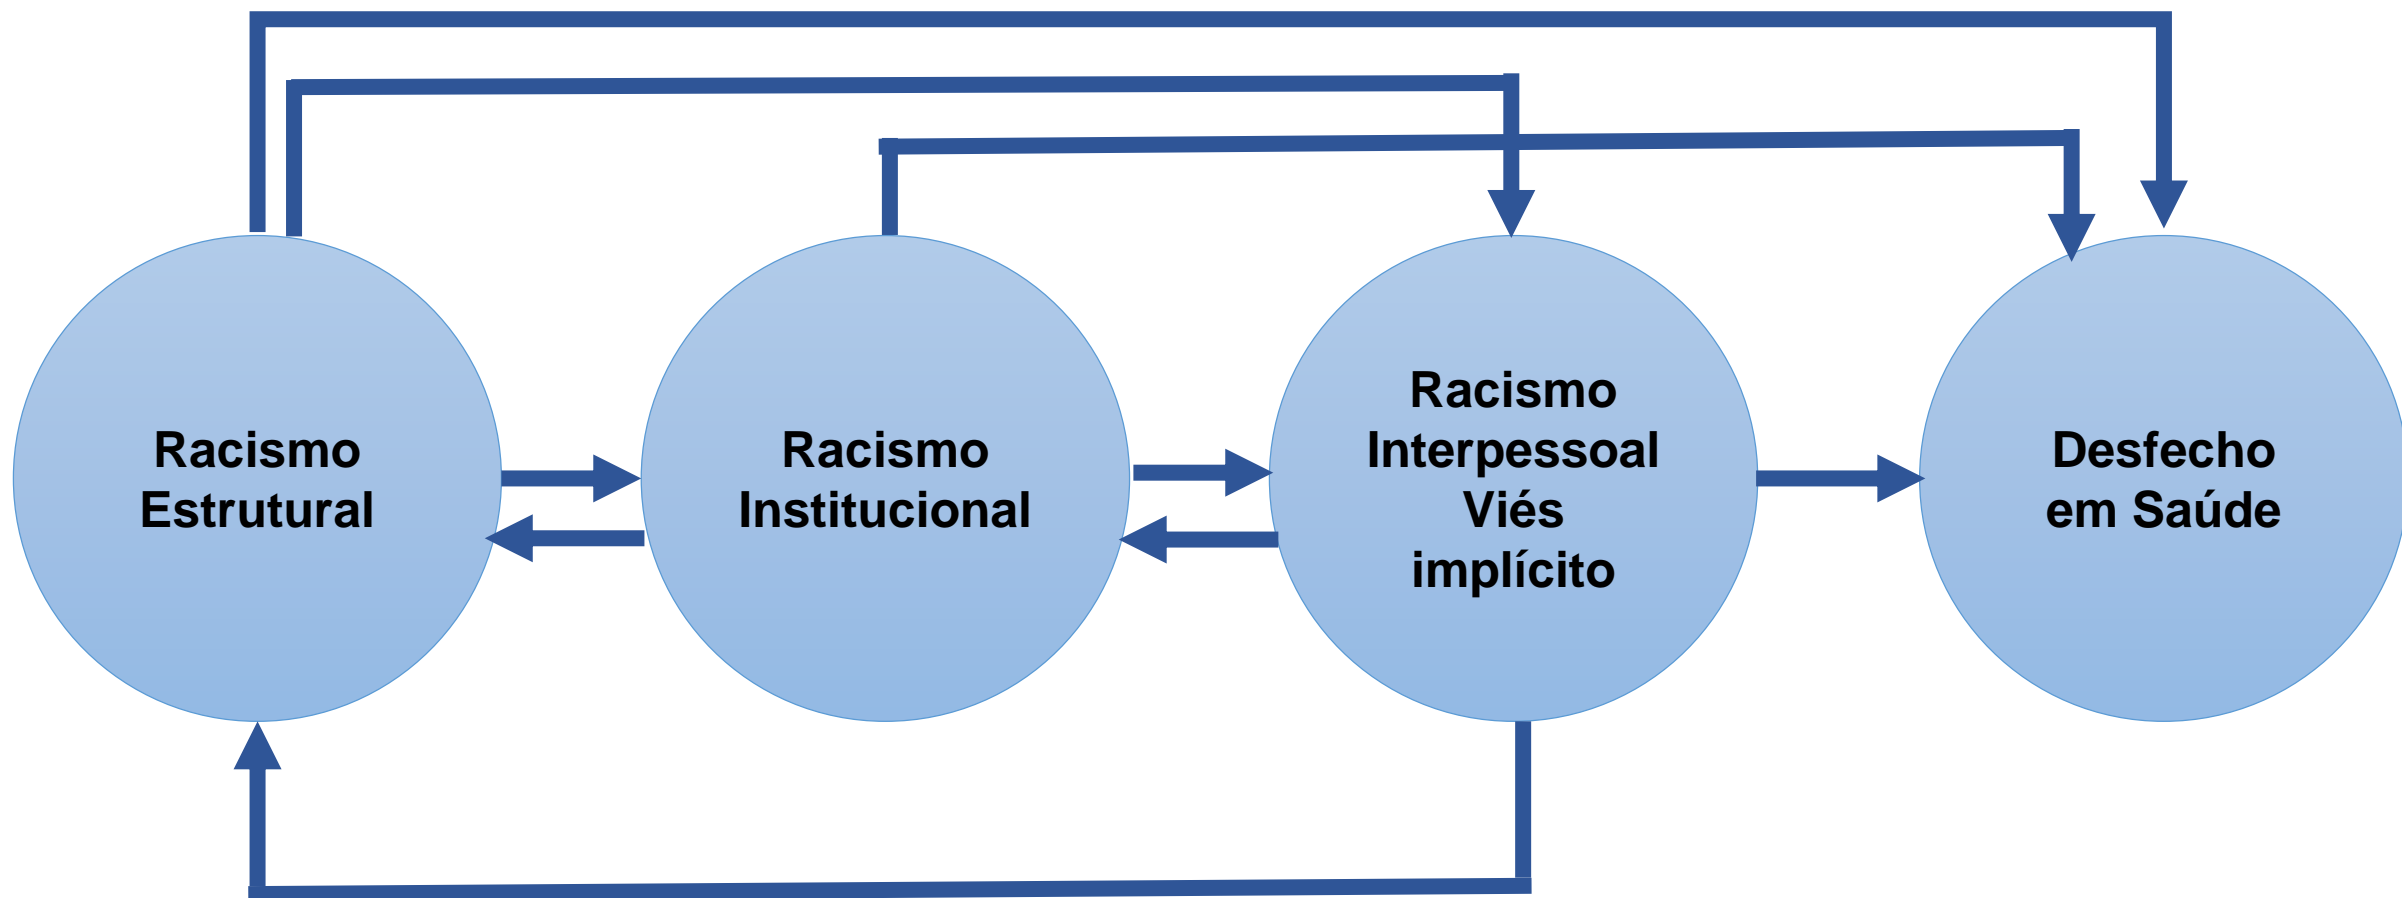 Racismo
Estrutural
Racismo
Institucional
Racismo
Interpessoal
Viés
implícito
Desfecho
em Saúde